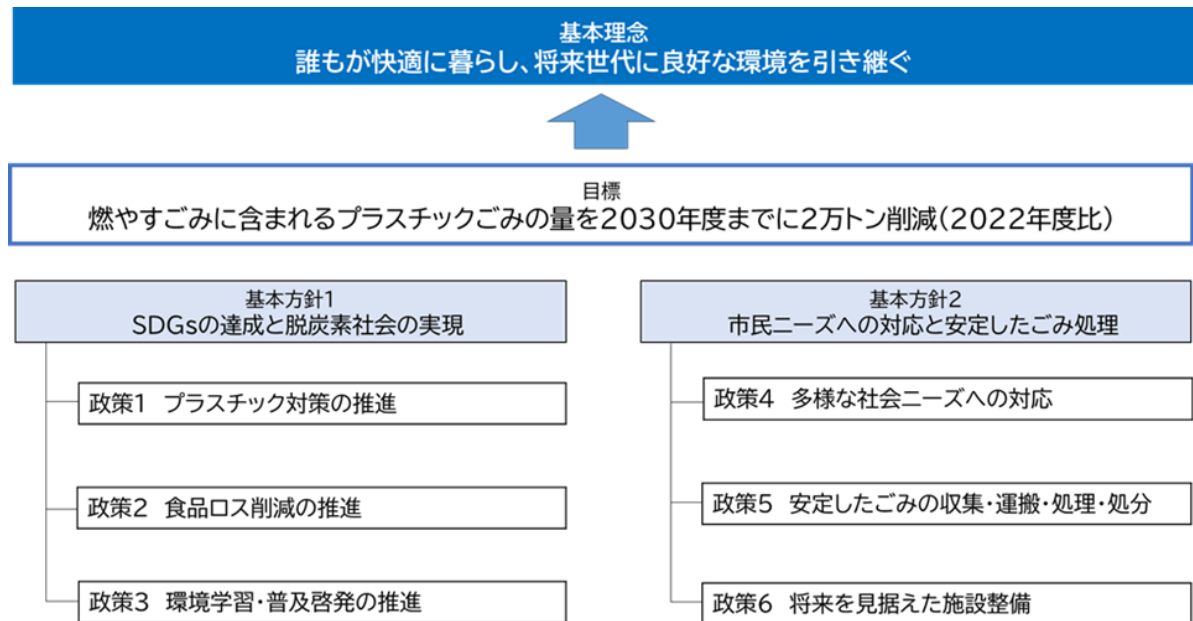 基本理念
誰もが快適に暮らし、将来世代に良好な環境を引き継ぐ
目標
燃やすごみに含まれるプラスチックごみの量を2030年度までに2万トン削減(2022年度比)
基本方針1
SDGsの達成と脱炭素社会の実現
政策1 プラスチック対策の推進
政策2 食品ロス削減の推進
政策3 環境学習・普及啓発の推進
基本方針2
市民ニーズへの対応と安定したごみ処理
政策4 多様な社会ニーズへの対応
政策5 安定したごみの収集・運搬・処理・処分
政策6 将来を見据えた施設整備